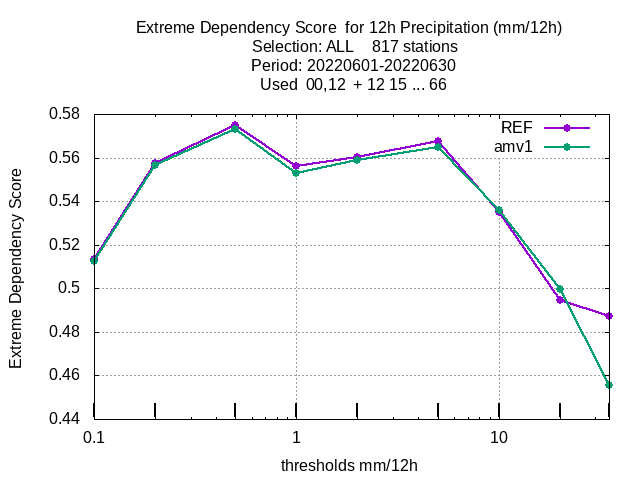 Extreme Dependency Score  for 12h Precipitation (mm/12h)
Selection: ALL    817 stations
Period: 20220601-20220630
Used  00,12  + 12 15 ... 66
REF
amv1
0.58
0.56
0.54
0.52
0.5
0.48
0.46
0.44
Extreme Dependency Score
0.1
1
10
thresholds mm/12h